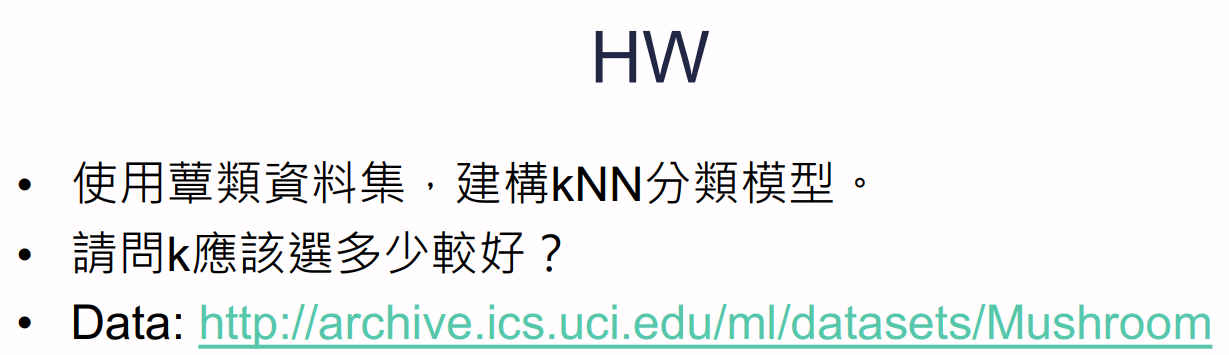 HW
• 使用蕈類資料集，建構kNN分類模型。
• 請問k應該選多少較好？
• Data: http://archive.ics.uci.edu/ml/datasets/Mushroom